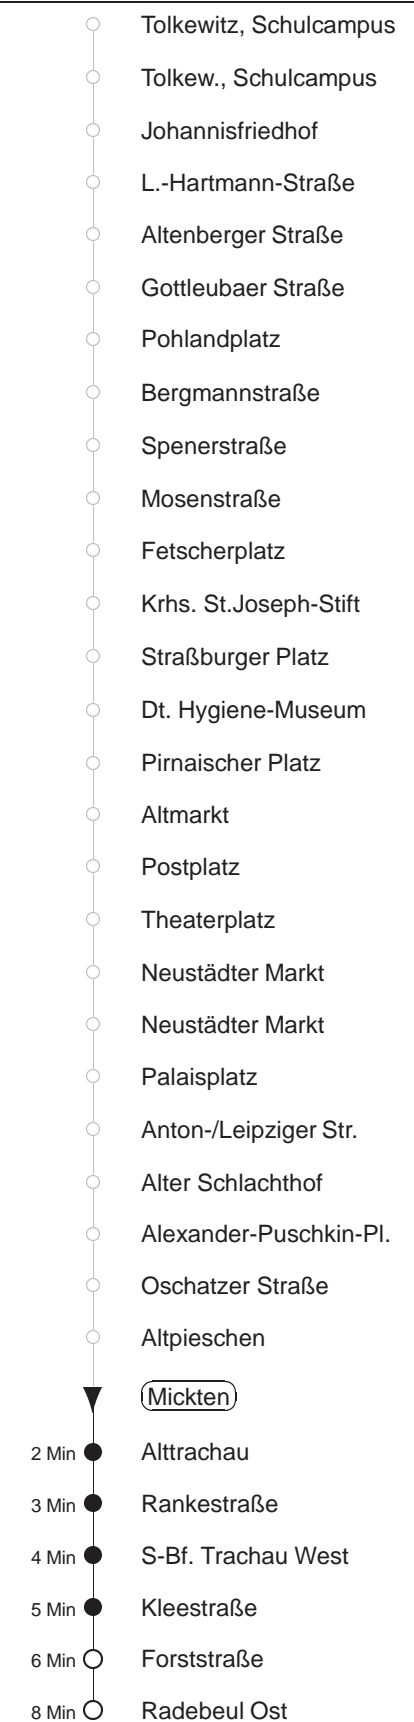 Tolkewitz, Schulcampus
Tolkew., Schulcampus
Johannisfriedhof
L.-Hartmann-Straße
Altenberger Straße
Gottleubaer Straße
Pohlandplatz
Bergmannstraße
Spenerstraße
Mosenstraße
Fetscherplatz
Krhs. St.Joseph-Stift
Straßburger Platz
Dt. Hygiene-Museum
Pirnaischer Platz
Altmarkt
Postplatz
Theaterplatz
Neustädter Markt
Neustädter Markt
Palaisplatz
Anton-/Leipziger Str.
Alter Schlachthof
Alexander-Puschkin-Pl.
Oschatzer Straße
Altpieschen
Mickten
2 Min Alttrachau
3 Min Rankestraße
4 Min S-Bf. Trachau West
5 Min Kleestraße
6 Min Forststraße
8 Min Radebeul Ost